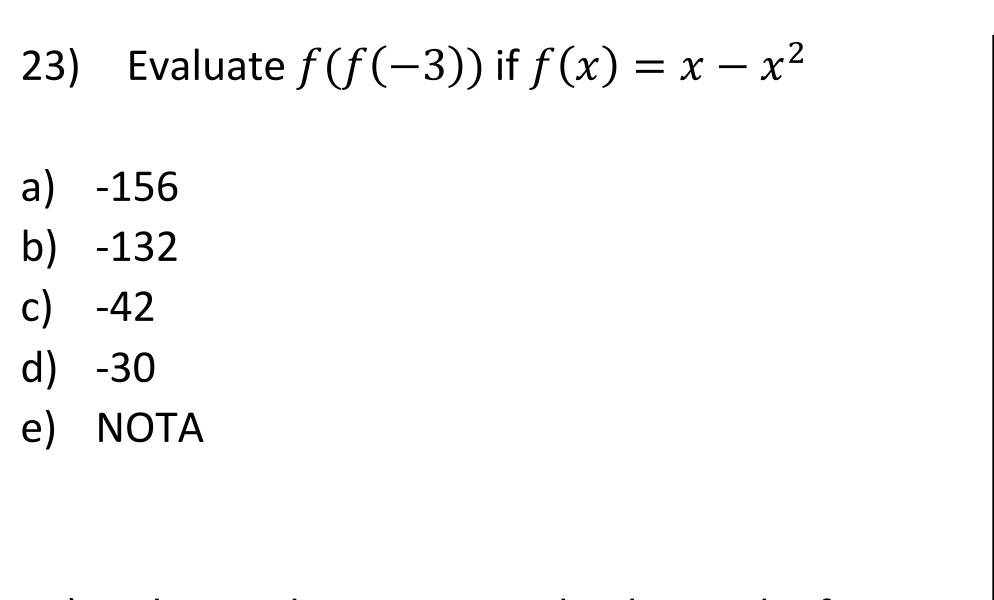 23) Evaluate f(f(−3)) if f(x) = x − x²
a) -156
b) -132
c) -42
d) -30
e) NOTA